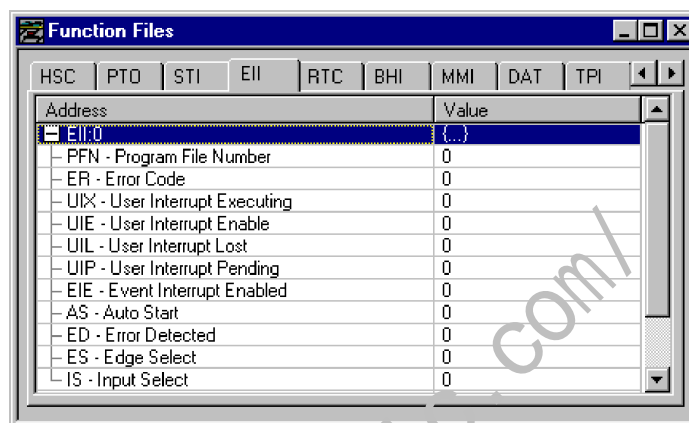 Function Files
HSC PTO STI EII RTC BHI MMI DAT TPI
Address Value
EII:0 {...}
PFN - Program File Number 0
ER - Error Code 0
UIX - User Interrupt Executing 0
UIE - User Interrupt Enable 0
UIL - User Interrupt Lost 0
UIP - User Interrupt Pending 0
EIE - Event Interrupt Enabled 0
AS - Auto Start 0
ED - Error Detected 0
ES - Edge Select 0
IS - Input Select 0
.com/